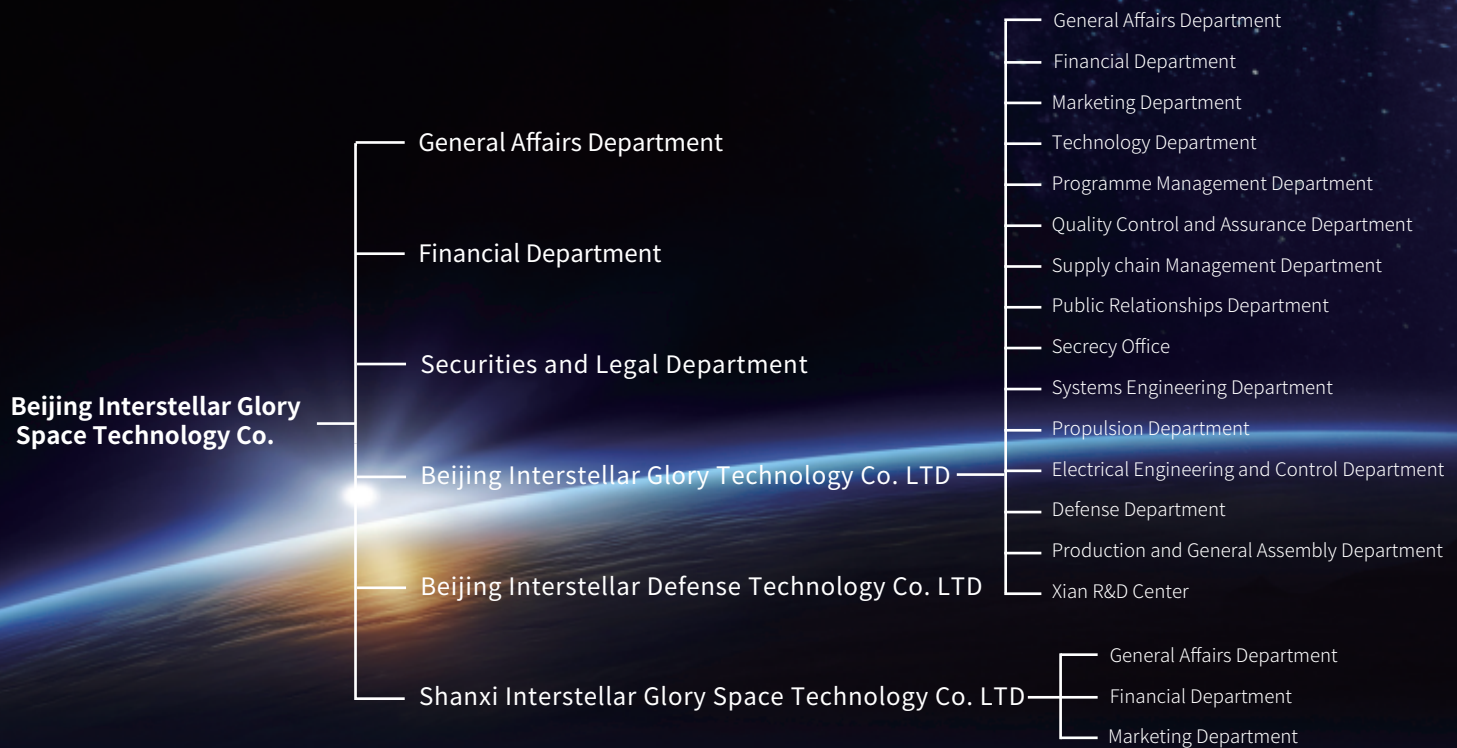 Beijing Interstellar Glory
Space Technology Co.
General Affairs Department
Financial Department
Securities and Legal Department
Beijing Interstellar Glory Technology Co. LTD
Beijing Interstellar Defense Technology Co. LTD
Shanxi Interstellar Glory Space Technology Co. LTD
General Affairs Department
Financial Department
Marketing Department
Technology Department
Programme Management Department
Quality Control and Assurance Department
Supply chain Management Department
Public Relationships Department
Secrecy Office
Systems Engineering Department
Propulsion Department
Electrical Engineering and Control Department
Defense Department
Production and General Assembly Department
Xian R&D Center
General Affairs Department
Financial Department
Marketing Department